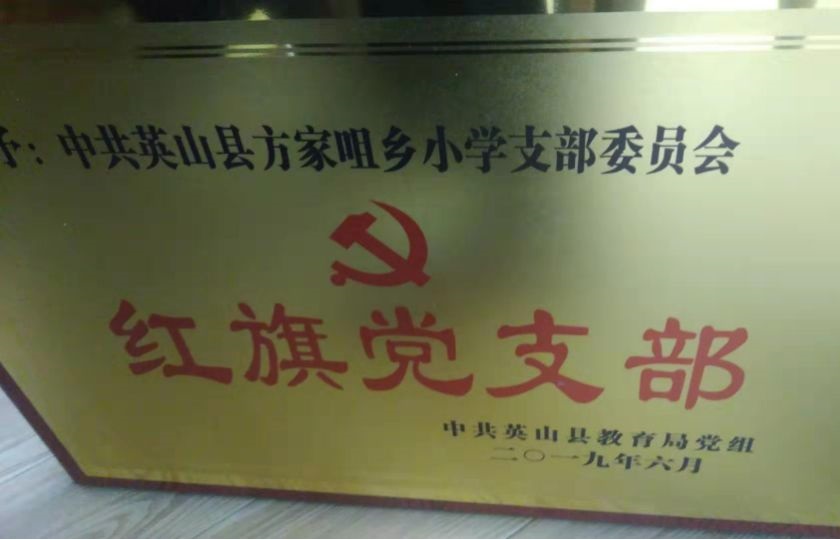 予：中共英山县方家咀乡小学支部委员会
红旗党支部
中共英山县教育局党组
二〇一九年六月